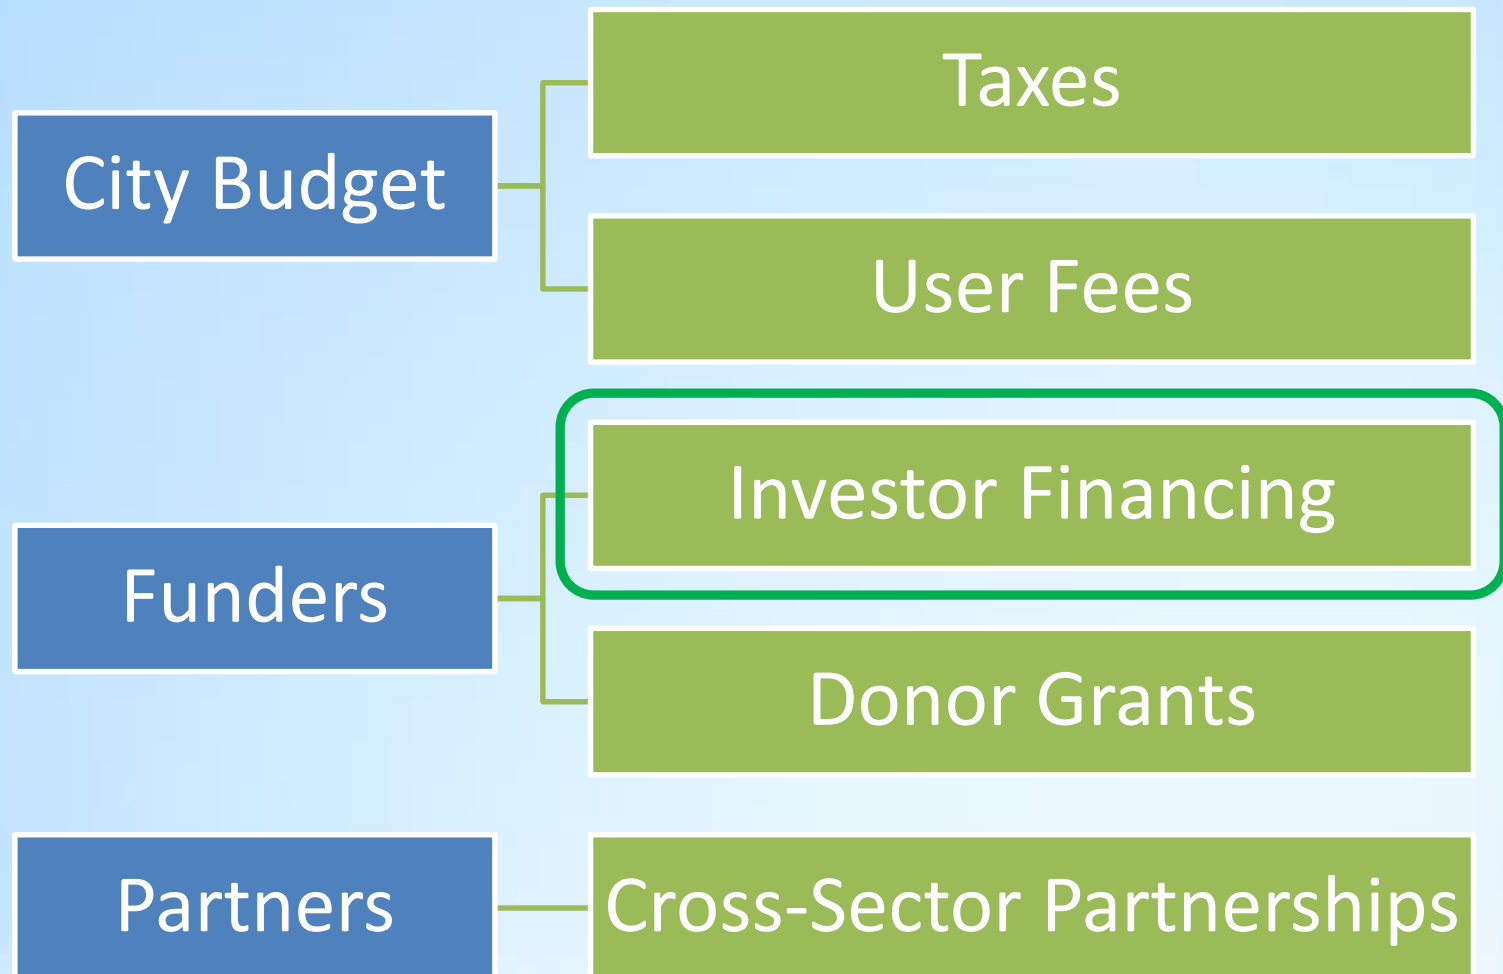 City Budget
Taxes
User Fees
Funders
Investor Financing
Donor Grants
Partners
Cross-Sector Partnerships